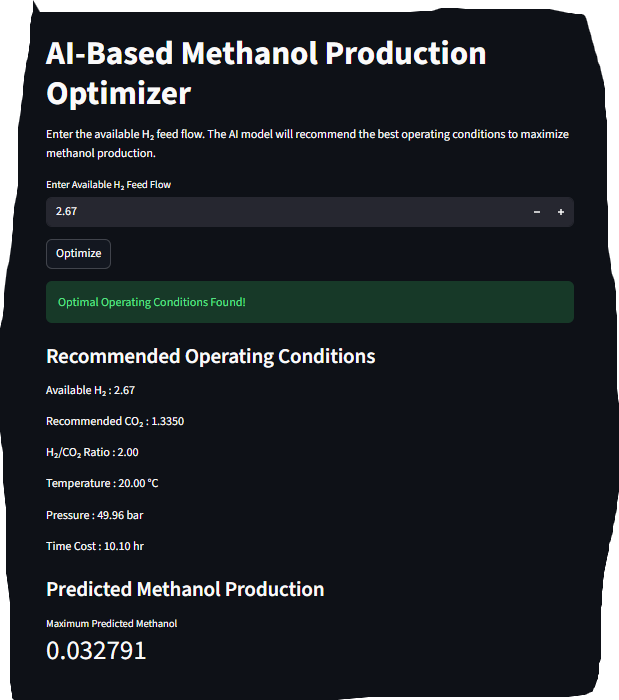 AI-Based Methanol Production
Optimizer
Enter the available H₂ feed flow. The AI model will recommend the best operating conditions to maximize
methanol production.
Enter Available H₂ Feed Flow
2.67 − +
Optimize
Optimal Operating Conditions Found!
Recommended Operating Conditions
Available H₂ : 2.67
Recommended CO₂ : 1.3350
H₂/CO₂ Ratio : 2.00
Temperature : 20.00 °C
Pressure : 49.96 bar
Time Cost : 10.10 hr
Predicted Methanol Production
Maximum Predicted Methanol
0.032791